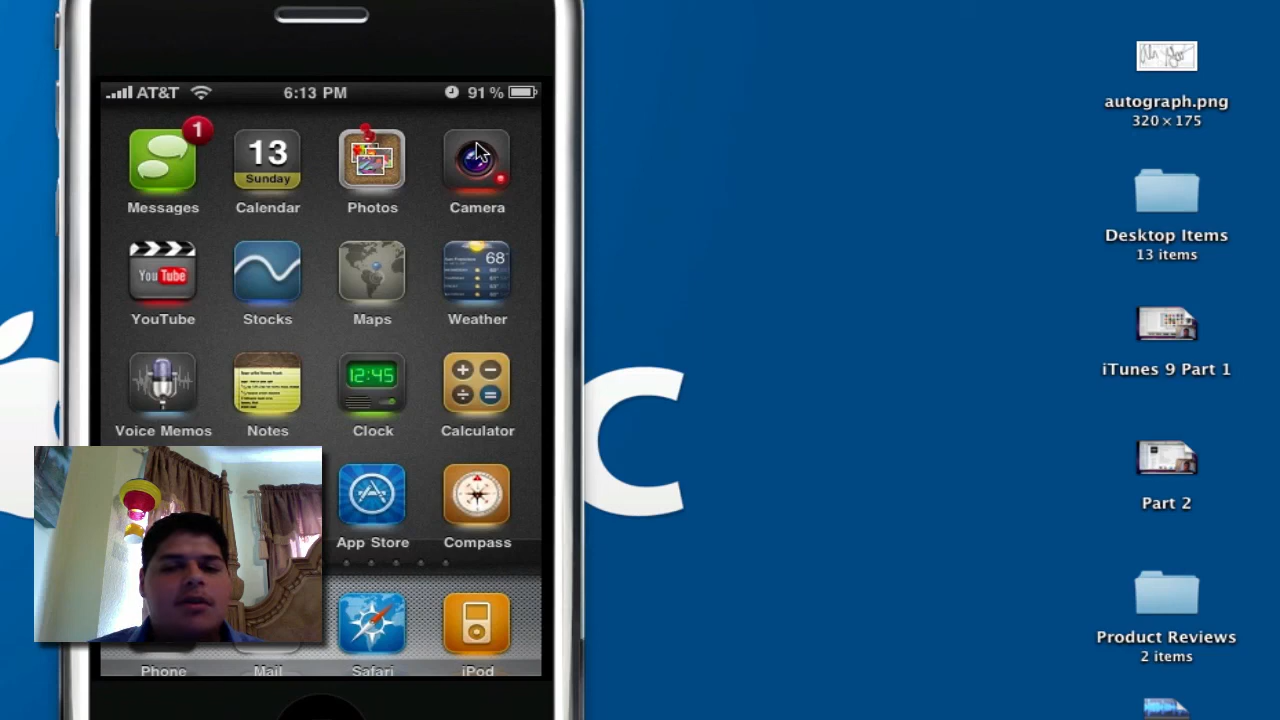 AT&T 6:13 PM 91 %
1
13
Sunday
Messages Calendar Photos Camera
You Tube
68°
YouTube Stocks Maps Weather
12:45
Voice Memos Notes Clock Calculator
App Store Compass
Phone Mail Safari iPod
C
autograph.png
320 × 175
Desktop Items
13 items
iTunes 9 Part 1
Part 2
Product Reviews
2 items